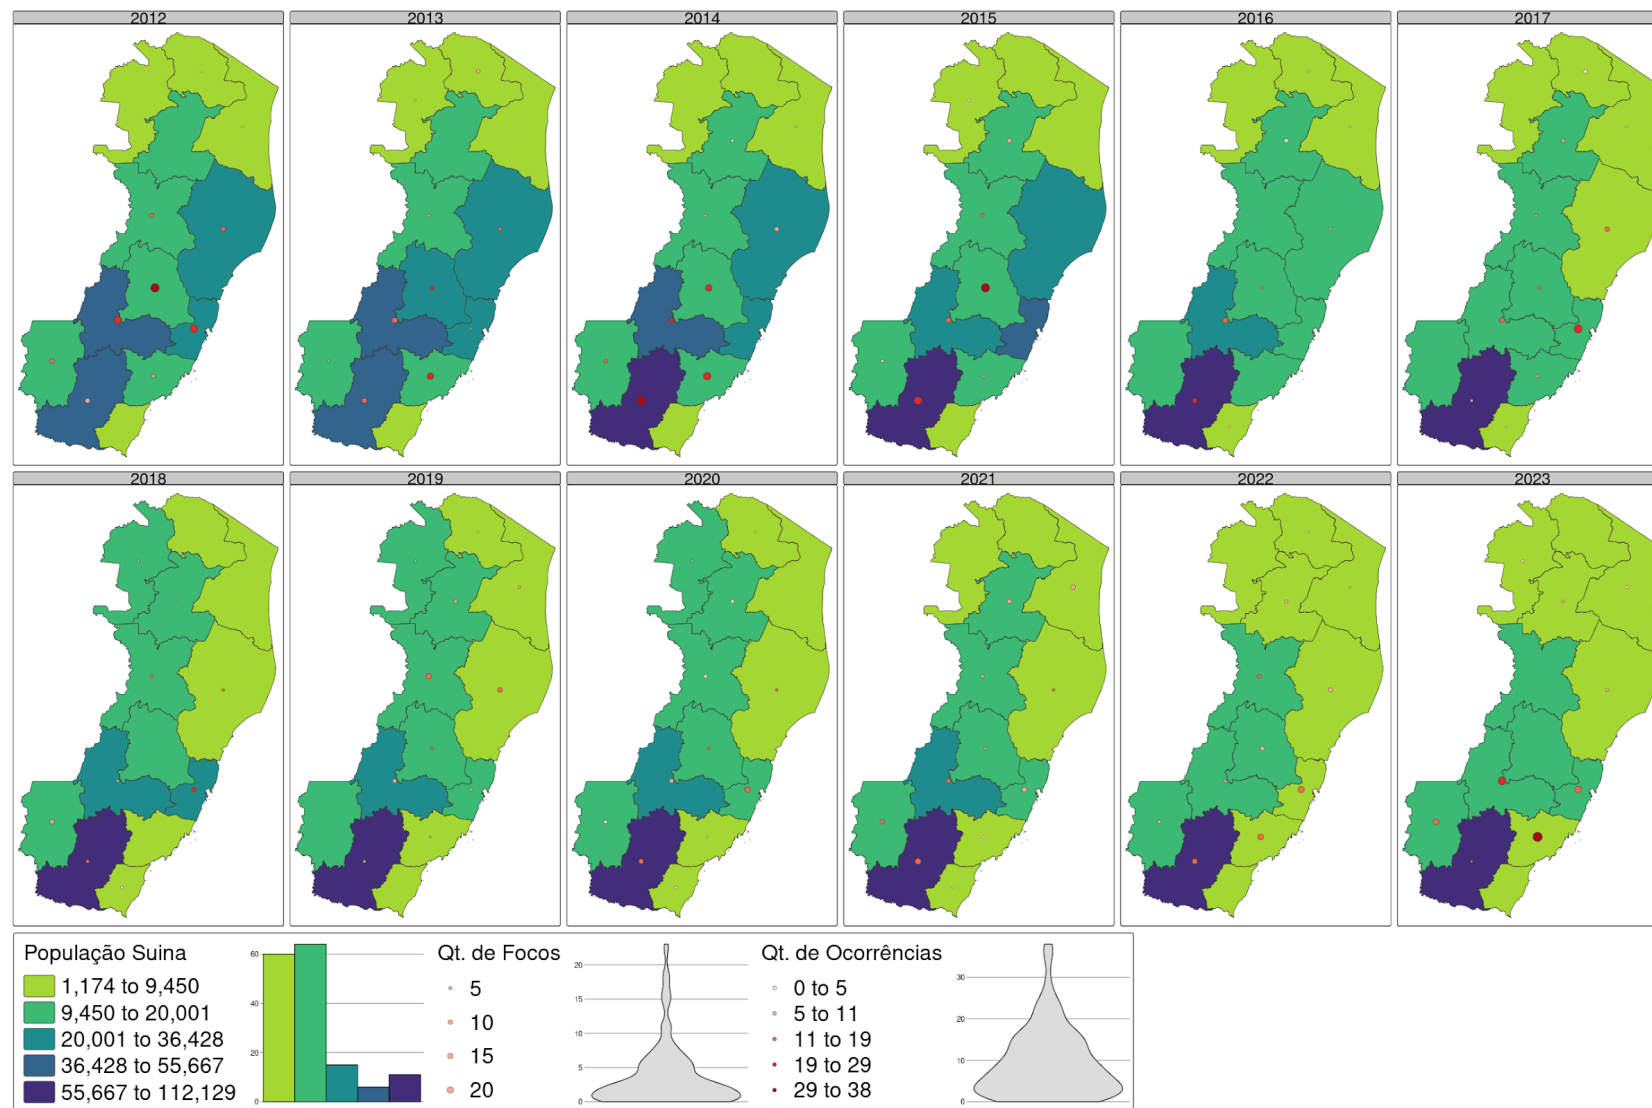 2012 2013 2014 2015 2016 2017
2018 2019 2020 2021 2022 2023
População Suina
1,174 to 9,450
9,450 to 20,001
20,001 to 36,428
36,428 to 55,667
55,667 to 112,129
60
40
20
0
Qt. de Focos
5
10
15
20
20
15
10
5
0
Qt. de Ocorrências
0 to 5
5 to 11
11 to 19
19 to 29
29 to 38
30
20
10
0